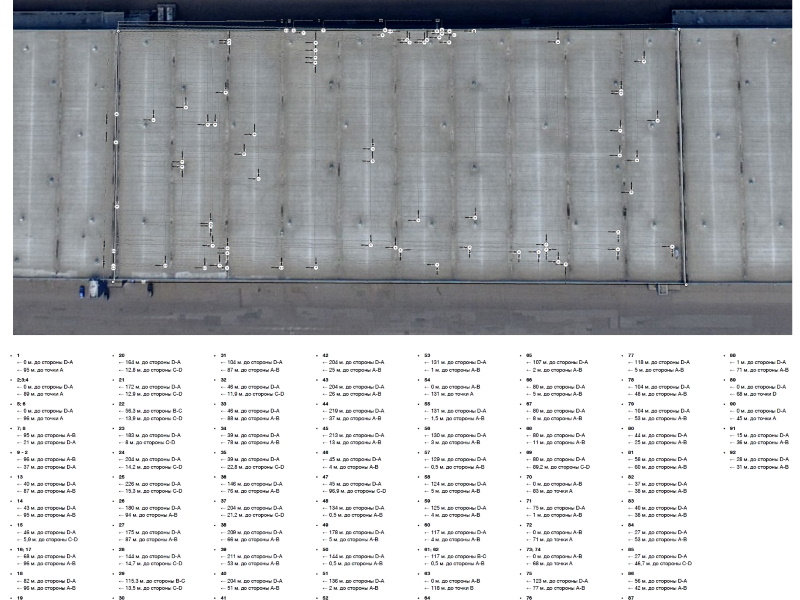 1
← 0 м. до стороны D-A
← 95 м. до точки A
2;3;4
← 0 м. до стороны D-A
← 89 м. до точки A
5; 6
← 0 м. до стороны D-A
← 96 м. до точки A
7; 8
← 95 м. до стороны A-B
← 21 м. до стороны D-A
← 96 м. до стороны A-B
← 37 м. до стороны D-A
13
← 40 м. до стороны D-A
← 87 м. до стороны A-B
14
← 43 м. до стороны D-A
← 95 м. до стороны A-B
15
← 46 м. до стороны D-A
← 5,9 м. до стороны C-D
16; 17
← 68 м. до стороны D-A
← 96 м. до стороны A-B
18
← 82 м. до стороны D-A
← 96 м. до стороны A-B
19
20
← 164 м. до стороны D-A
← 12.8 м. до стороны C-D
21
← 172 м. до стороны D-A
← 12,9 м. до стороны C-D
22
← 56,3 м. до стороны B-C
← 13,9 м. до стороны C-D
23
← 183 м. до стороны D-A
← 8 м. до стороны C-D
24
← 204 м. до стороны D-A
← 14.2 м. до стороны C-D
25
← 226 м. до стороны D-A
← 15,3 м. до стороны C-D
26
← 180 м. до стороны D-A
← 94 м. до стороны A-B
27
← 175 м. до стороны D-A
← 87 м. до стороны A-B
28
← 144 м. до стороны D-A
← 14,7 м. до стороны C-D
29
← 115,3 м. до стороны B-C
← 13,5 м. до стороны C-D
30
31
← 104 м. до стороны D-A
← 87 м. до стороны A-B
32
← 46 м. до стороны D-A
← 11,9 м. до стороны C-D
33
← 46 м. до стороны D-A
← 88 м. до стороны A-B
34
← 39 м. до стороны D-A
← 78 м. до стороны A-B
35
← 39 м. до стороны D-A
← 22,8 м. до стороны C-D
36
← 146 м. до стороны D-A
← 76 м. до стороны A-B
37
← 204 м. до стороны D-A
← 21,2 м. до стороны C-D
38
← 208 м. до стороны D-A
← 66 м. до стороны A-B
39
← 211 м. до стороны D-A
← 53 м. до стороны A-B
40
← 204 м. до стороны D-A
← 51 м. до стороны A-B
41
42
← 204 м. до стороны D-A
← 25 м. до стороны A-B
43
← 204 м. до стороны D-A
← 26 м. до стороны A-B
44
← 219 м. до стороны D-A
← 37 м. до стороны A-B
45
← 213 м. до стороны D-A
← 13 м. до стороны A-B
46
← 45 м. до стороны D-A
← 4 м. до стороны A-B
47
← 45 м. до стороны D-A
← 96,9 м. до стороны C-D
48
← 134 м. до стороны D-A
← 0,5 м. до стороны A-B
49
← 178 м. до стороны D-A
← 5 м. до стороны A-B
50
← 144 м. до стороны D-A
← 0,5 м. до стороны A-B
51
← 136 м. до стороны D-A
← 2 м. до стороны A-B
52
53
← 131 м. до стороны D-A
← 1 м. до стороны A-B
54
← 0 м. до стороны A-B
← 131 м. до точки A
55
← 131 м. до стороны D-A
← 1,5 м. до стороны A-B
56
← 130 м. до стороны D-A
← 3 м. до стороны A-B
57
← 129 м. до стороны D-A
← 0,5 м. до стороны A-B
58
← 124 м. до стороны D-A
← 5 м. до стороны A-B
59
← 125 м. до стороны D-A
← 4 м. до стороны A-B
60
← 117 м. до стороны D-A
← 4 м. до стороны A-B
61; 62
← 117 м. до стороны B-C
← 0,5 м. до стороны A-B
63
← 0 м. до стороны A-B
← 118 м. до точки B
64
65
← 107 м. до стороны D-A
← 2 м. до стороны A-B
66
← 80 м. до стороны D-A
← 5 м. до стороны A-B
67
← 80 м. до стороны D-A
← 8 м. до стороны A-B
68
← 80 м. до стороны D-A
← 11 м. до стороны A-B
69
← 80 м. до стороны D-A
← 89,2 м. до стороны C-D
70
← 0 м. до стороны A-B
← 83 м. до точки A
71
← 75 м. до стороны D-A
← 1 м. до стороны A-B
72
← 0 м. до стороны A-B
← 71 м. до точки A
73; 74
← 0 м. до стороны A-B
← 68 м. до точки A
75
← 123 м. до стороны D-A
← 77 м. до стороны A-B
76
77
← 118 м. до стороны D-A
← 5 м. до стороны A-B
78
← 104 м. до стороны D-A
← 48 м. до стороны A-B
79
← 104 м. до стороны D-A
← 53 м. до стороны A-B
80
← 44 м. до стороны D-A
← 25 м. до стороны A-B
81
← 58 м. до стороны D-A
← 60 м. до стороны A-B
82
← 37 м. до стороны D-A
← 38 м. до стороны A-B
83
← 40 м. до стороны D-A
← 38 м. до стороны A-B
84
← 27 м. до стороны D-A
← 53 м. до стороны A-B
85
← 27 м. до стороны D-A
← 46,7 м. до стороны C-D
86
← 56 м. до стороны D-A
← 42 м. до стороны A-B
87
88
← 1 м. до стороны D-A
← 71 м. до стороны A-B
89
← 0 м. до стороны D-A
← 68 м. до точки D
90
← 0 м. до стороны D-A
← 45 м. до точки A
91
← 15 м. до стороны D-A
← 36 м. до стороны A-B
92
← 28 м. до стороны D-A
← 31 м. до стороны A-B